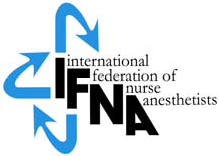 international
federation of
nurse
anesthetists
IFNA